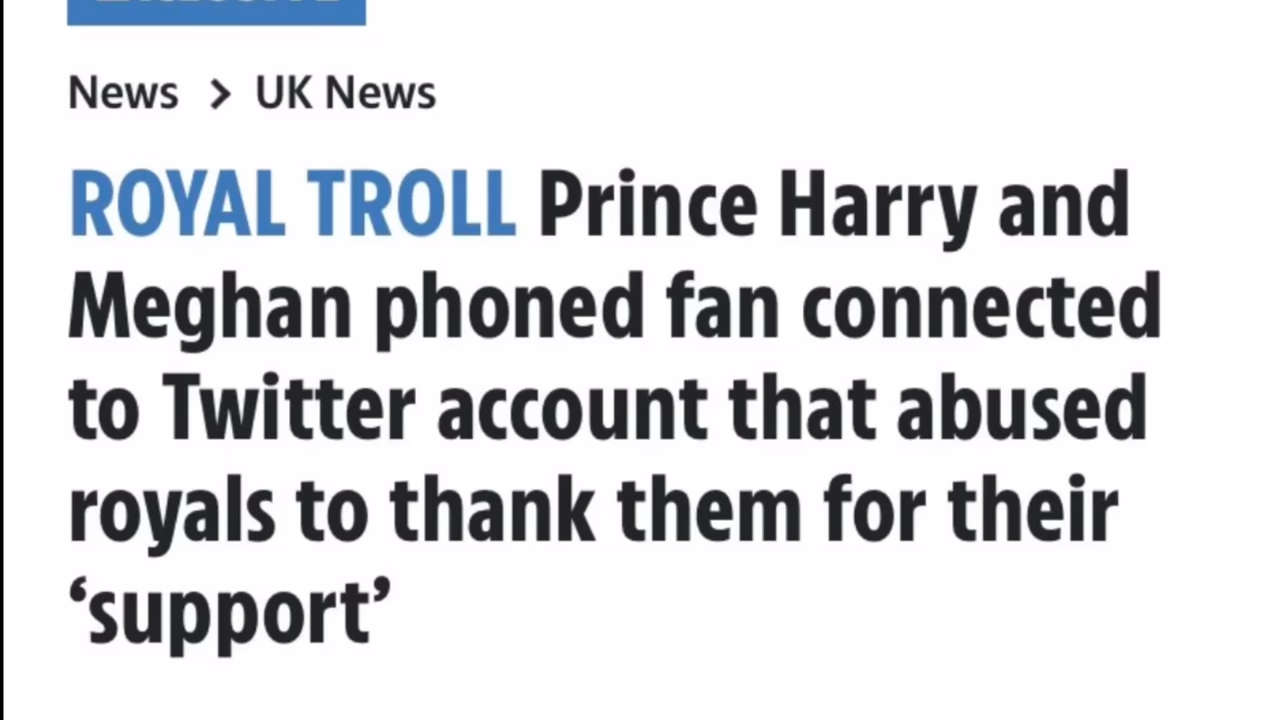 News > UK News
ROYAL TROLL Prince Harry and
Meghan phoned fan connected
to Twitter account that abused
royals to thank them for their
‘support’